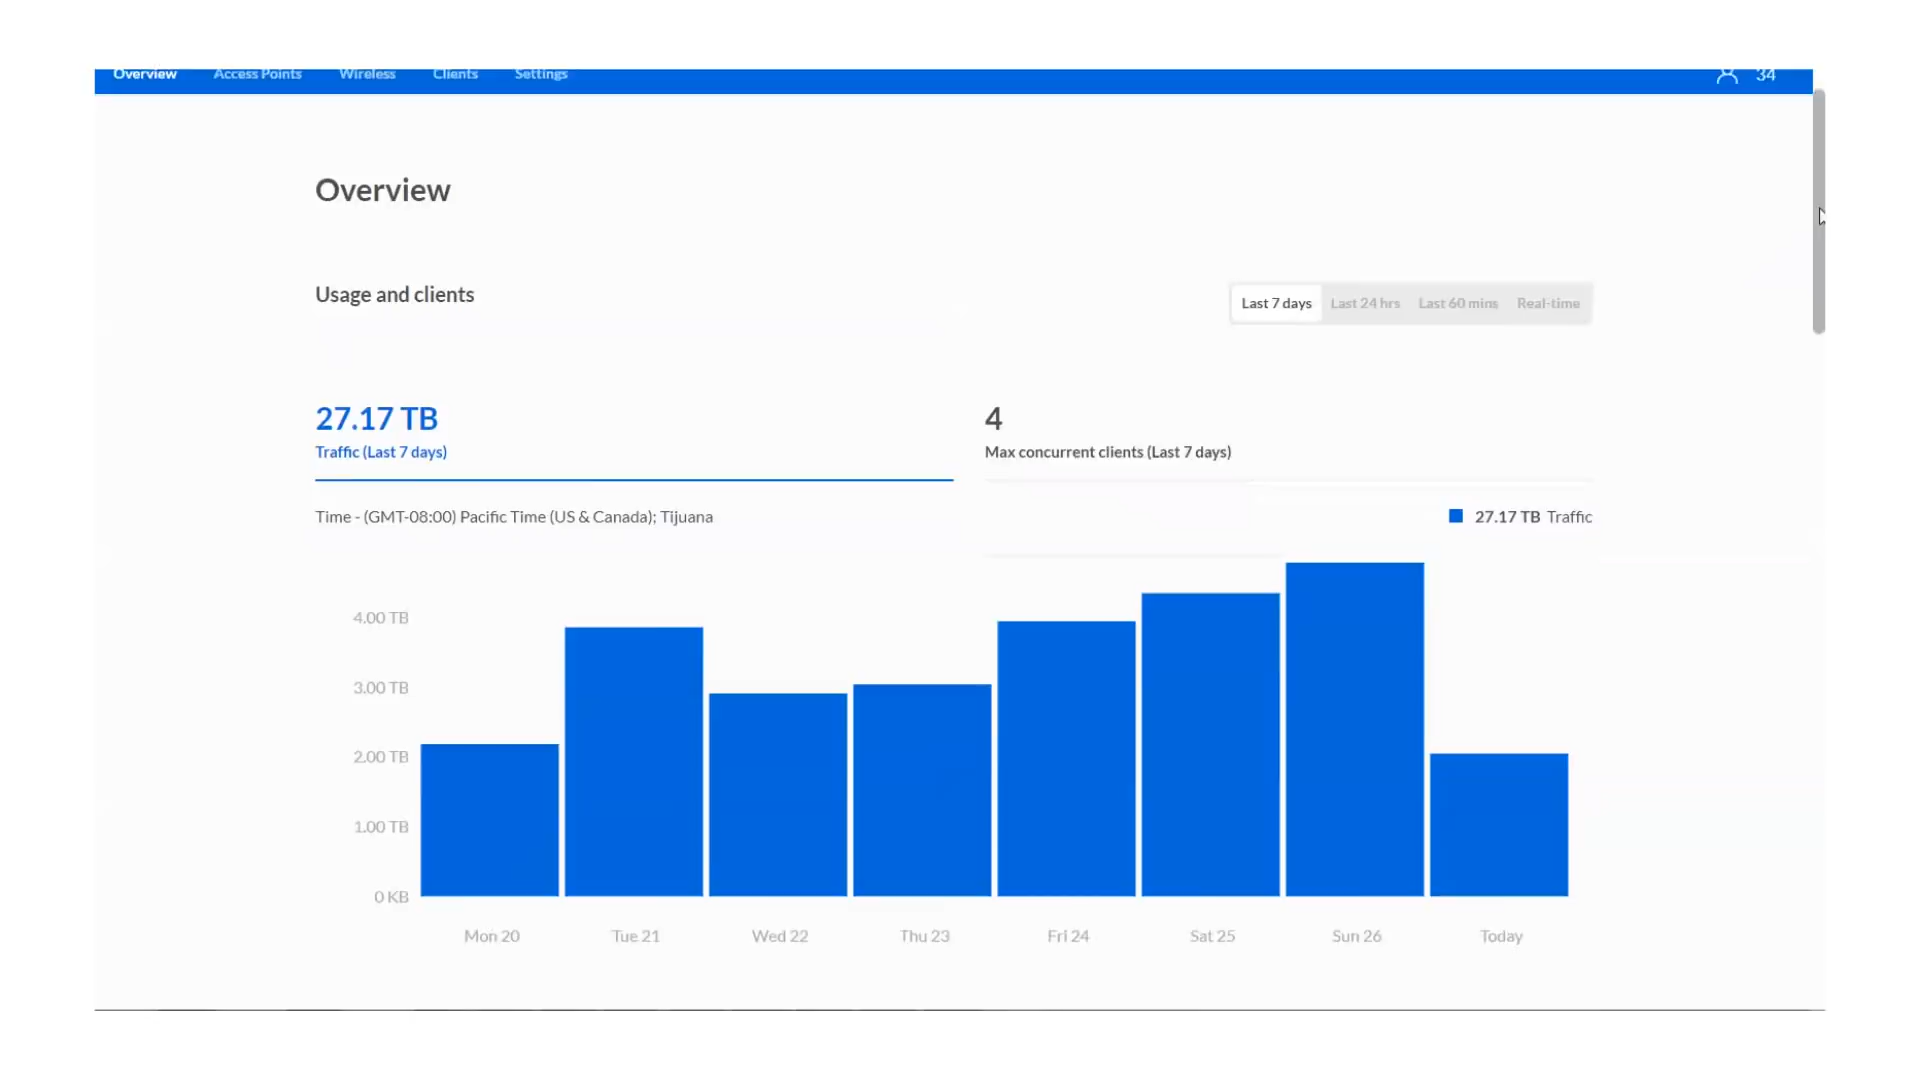 Overview Access Points Wireless Clients Settings 34
Overview
Usage and clients
Last 7 days Last 24 hrs Last 60 mins Real-time
27.17 TB
Traffic (Last 7 days)
4
Max concurrent clients (Last 7 days)
Time - (GMT-08:00) Pacific Time (US & Canada); Tijuana
27.17 TB Traffic
4.00 TB
3.00 TB
2.00 TB
1.00 TB
0 KB
Mon 20 Tue 21 Wed 22 Thu 23 Fri 24 Sat 25 Sun 26 Today